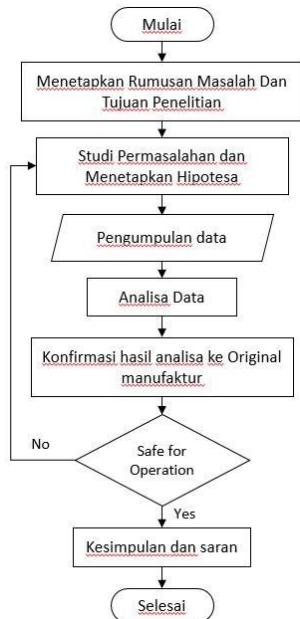 Mulai
Menetapkan Rumusan Masalah Dan
Tujuan Penelitian
Studi Permasalahan dan
Menetapkan Hipotesa
Pengumpulan data
Analisa Data
Konfirmasi hasil analisa ke Original
manufaktur
Safe for
Operation
No
Yes
Kesimpulan dan saran
Selesai